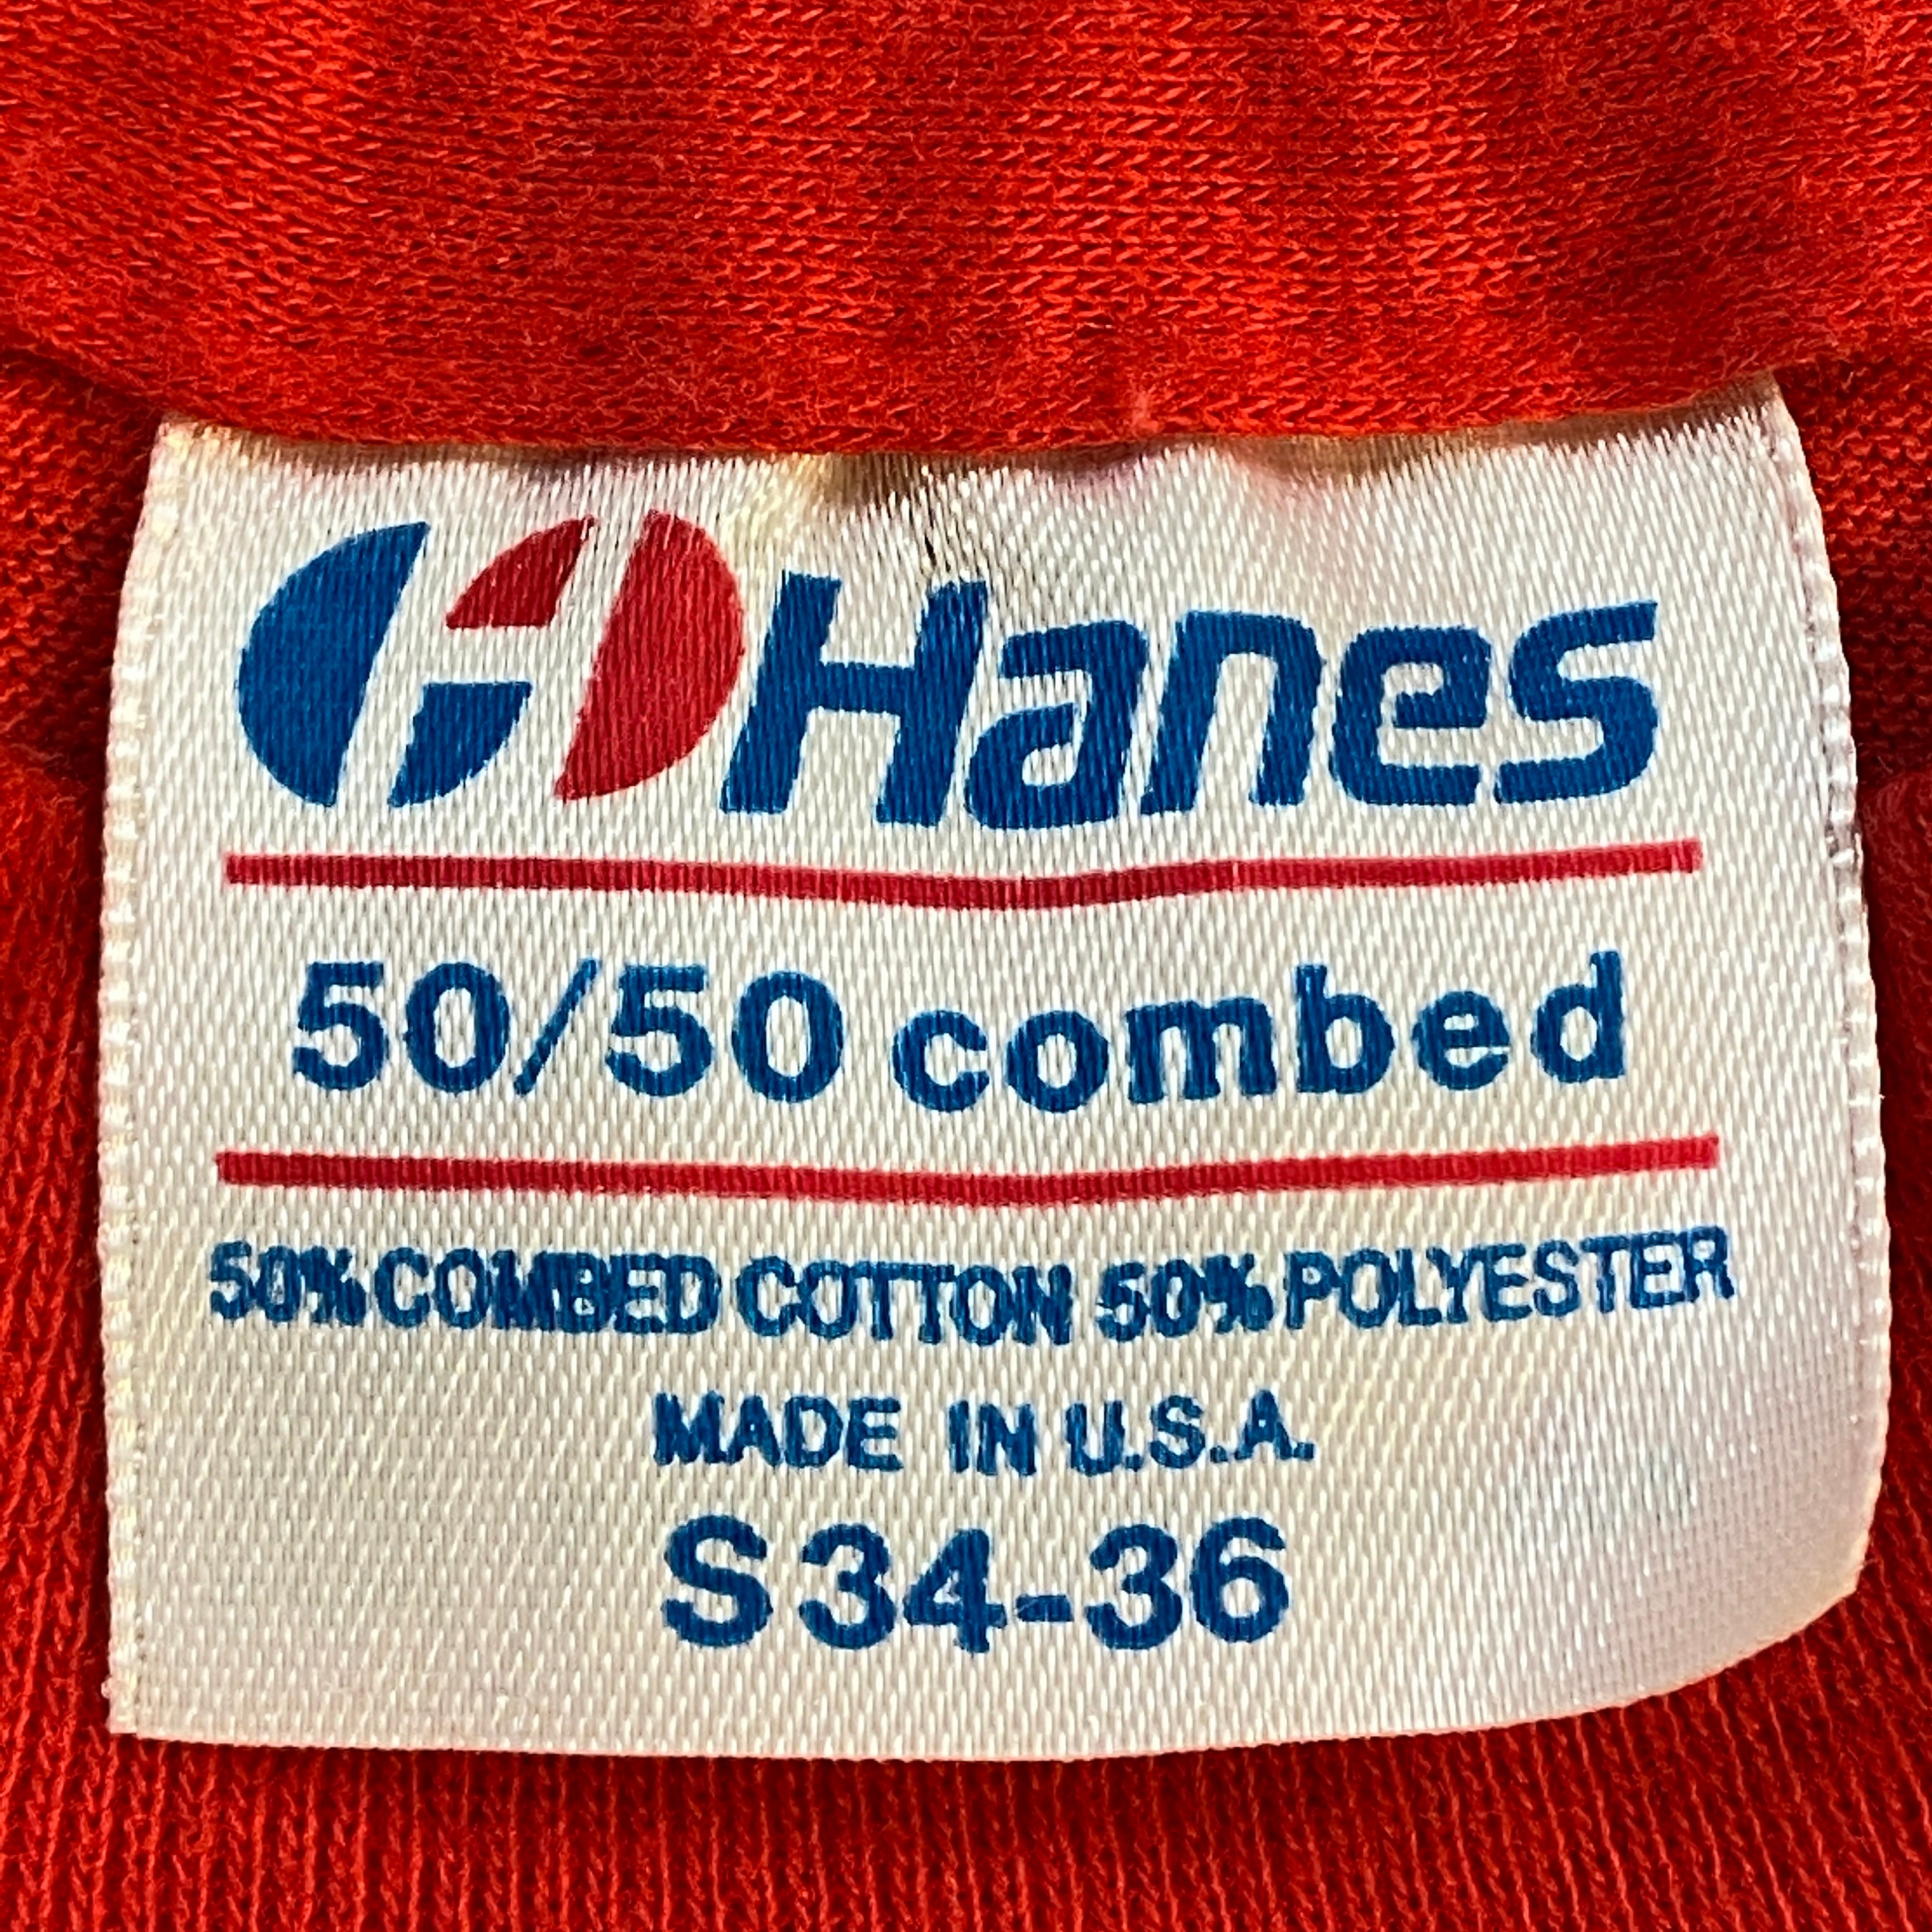 Hanes
50/50 combed
50% COMBED COTTON 50% POLYESTER
MADE IN U.S.A.
S 34-36